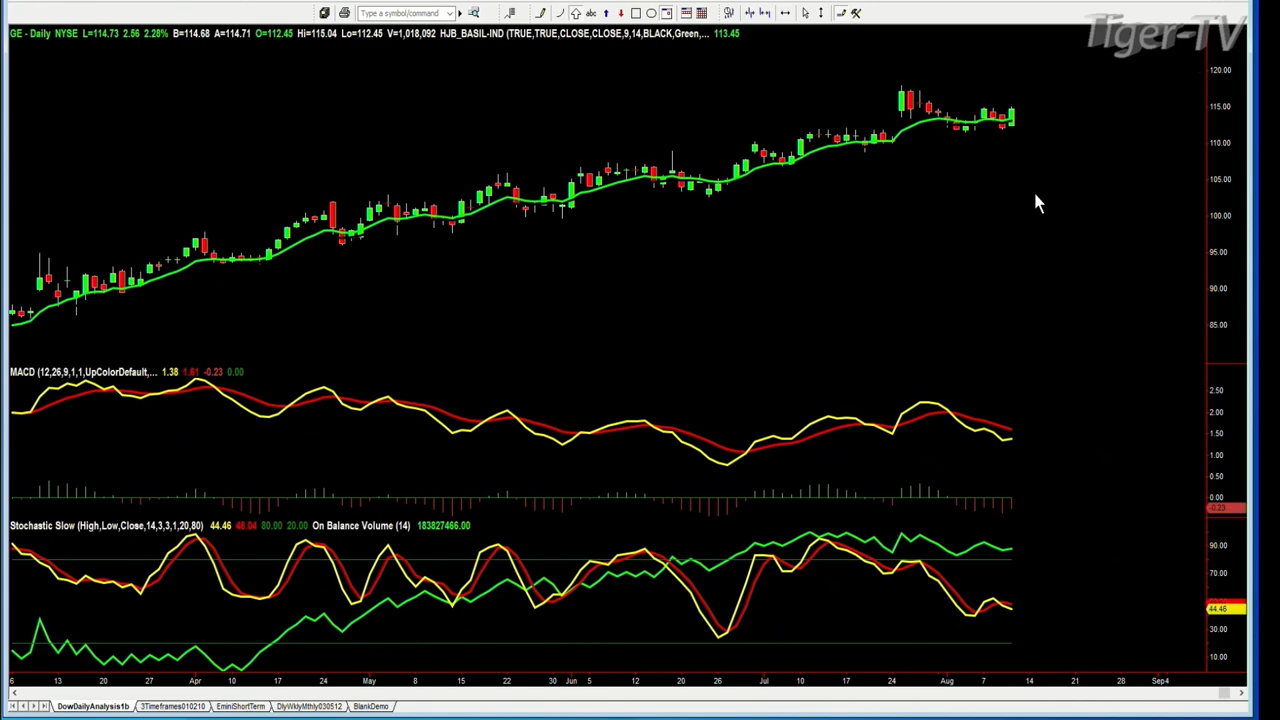 Type a symbol/command
abc
Tiger-TV
GE - Daily NYSE L=114.73 2.56 2.28% B=114.68 A=114.71 O=112.45 Hi=115.04 Lo=112.45 V=1,018,092 HJB_BASIL-IND (TRUE,TRUE,CLOSE,CLOSE,9,14,BLACK,Green,... 113.45
120.00
115.00
110.00
105.00
100.00
95.00
90.00
85.00
MACD (12,26,9,1,1,UpColorDefault,... 1.38 1.61 -0.23 0.00
2.50
2.00
1.50
1.00
0.50
0.00
-0.23
Stochastic Slow (High,Low,Close,14,3,3,1,20,80) 44.46 48.04 80.00 20.00 On Balance Volume (14) 183827466.00
90.00
70.00
44.46
30.00
10.00
6 13 20 27 Apr 10 17 24 May 8 15 22 30 Jun 5 12 20 26 Jul 10 17 24 Aug 7 14 21 28 Sep4
DowDailyAnalysis1b 3Timeframes010210 EminiShortTerm DlyWklyMthly030512 BlankDemo